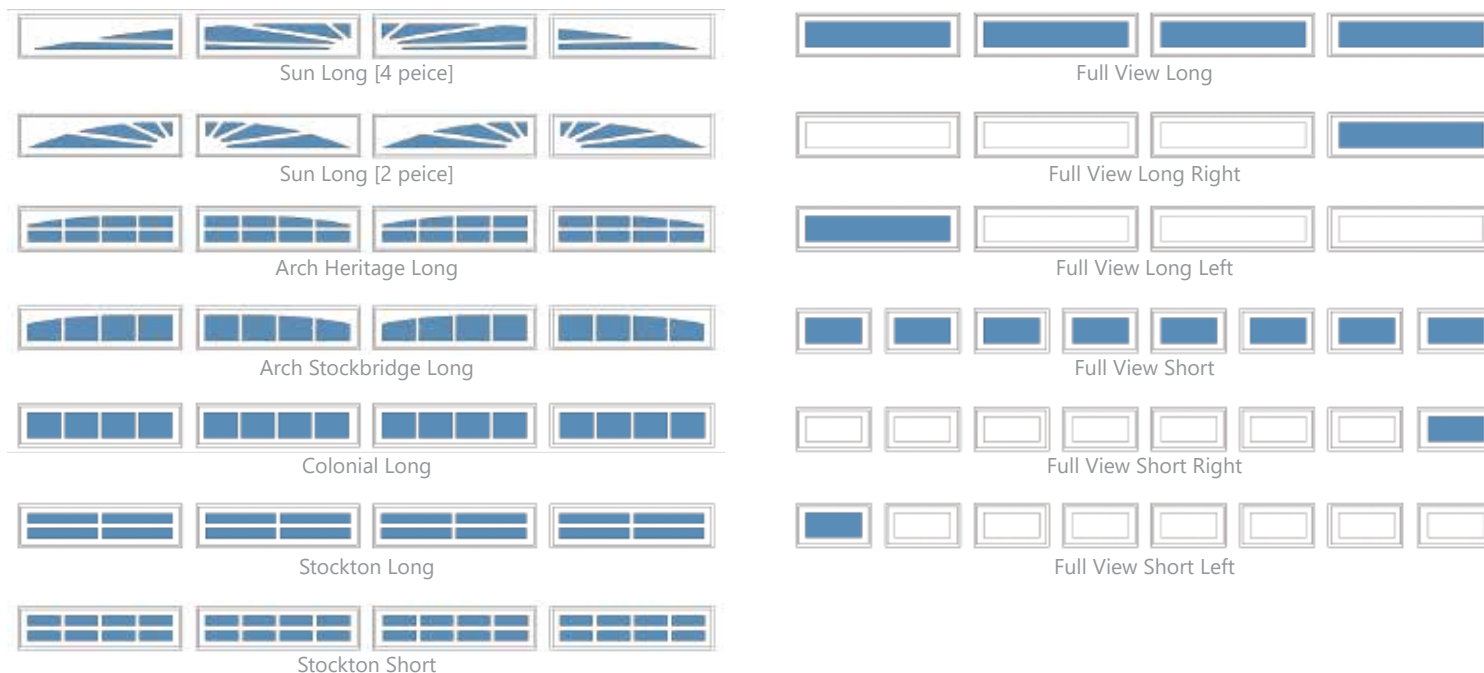 Sun Long [4 peice]
Sun Long [2 peice]
Arch Heritage Long
Arch Stockbridge Long
Colonial Long
Stockton Long
Stockton Short
Full View Long
Full View Long Right
Full View Long Left
Full View Short
Full View Short Right
Full View Short Left